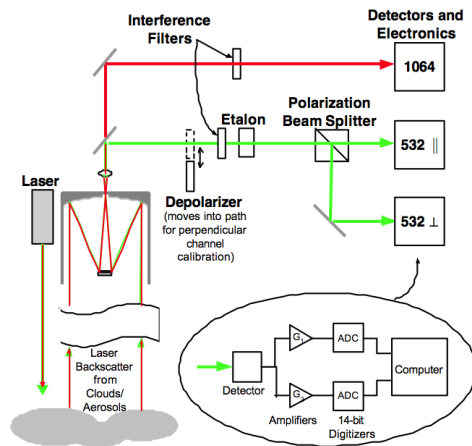 Interference
Filters
Detectors and
Electronics
1064
Etalon
Polarization
Beam Splitter
532 ||
Laser
Depolarizer
(moves into path
for perpendicular
channel
calibration)
532 ⊥
Laser
Backscatter
from
Clouds/
Aerosols
G1
ADC
Detector
Computer
G2
ADC
Amplifiers
14-bit
Digitizers